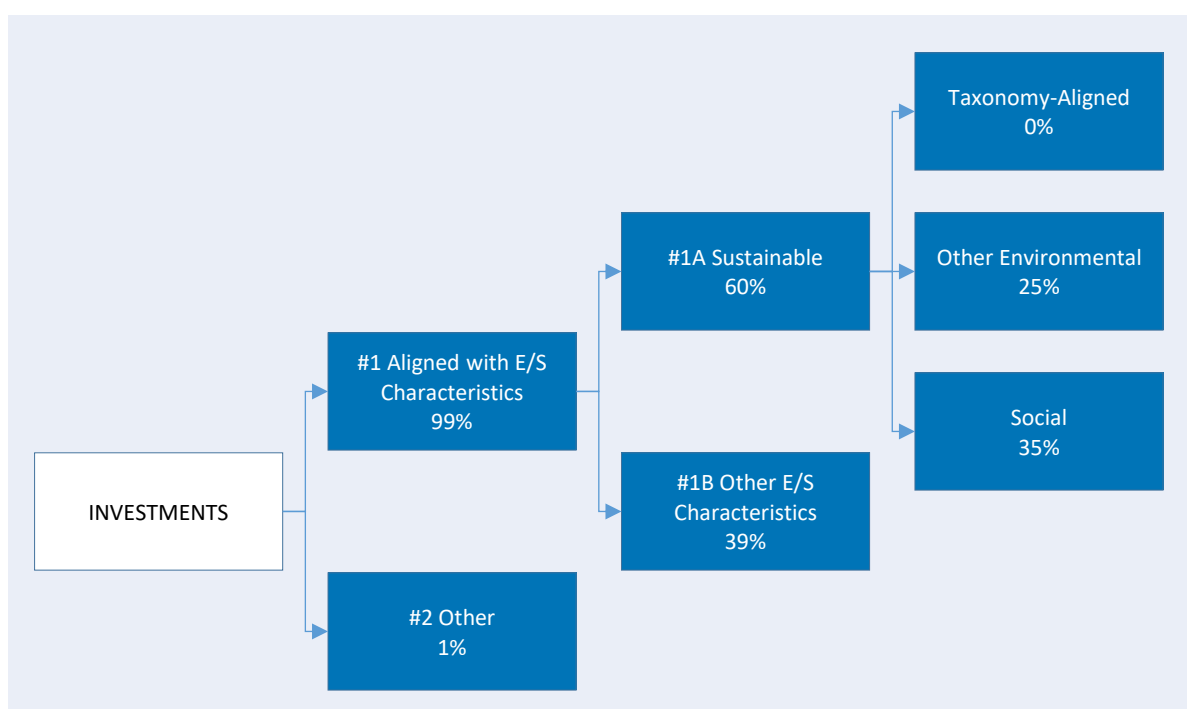 INVESTMENTS
#1 Aligned with E/S
Characteristics
99%
#2 Other
1%
#1A Sustainable
60%
#1B Other E/S
Characteristics
39%
Taxonomy-Aligned
0%
Other Environmental
25%
Social
35%